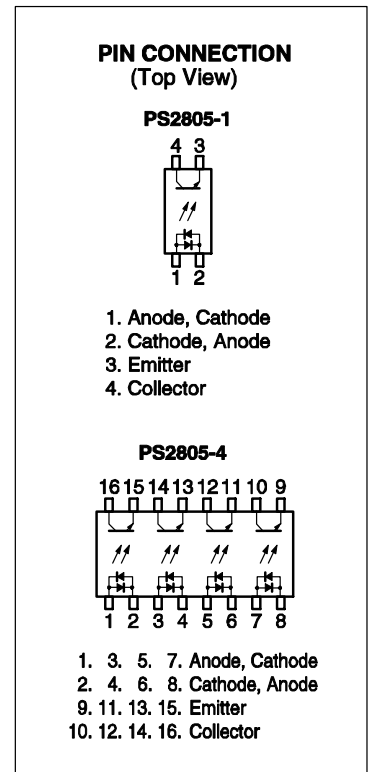 PIN CONNECTION
(Top View)
PS2805-1
4 3
1 2
1. Anode, Cathode
2. Cathode, Anode
3. Emitter
4. Collector
PS2805-4
16 15 14 13 12 11 10 9
1 2 3 4 5 6 7 8
1. 3. 5. 7. Anode, Cathode
2. 4. 6. 8. Cathode, Anode
9. 11. 13. 15. Emitter
10. 12. 14. 16. Collector